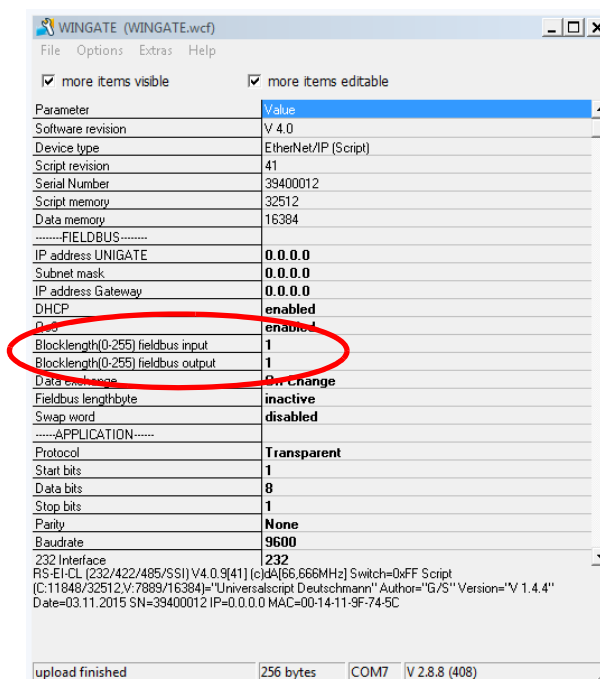 WINGATE (WINGATE.wcf)
File Options Extras Help
more items visible more items editable
Parameter Value
Software revision V 4.0
Device type EtherNet/IP (Script)
Script revision 41
Serial Number 39400012
Script memory 32512
Data memory 16384
--------FIELDBUS--------
IP address UNIGATE 0.0.0.0
Subnet mask 0.0.0.0
IP address Gateway 0.0.0.0
DHCP enabled
QoS enabled
Blocklength(0-255) fieldbus input 1
Blocklength(0-255) fieldbus output 1
Data exchange On Change
Fieldbus lengthbyte inactive
Swap word disabled
------APPLICATION------
Protocol Transparent
Start bits 1
Data bits 8
Stop bits 1
Parity None
Baudrate 9600
232 Interface 232
RS-EI-CL (232/422/485/SSI) V4.0.9[41] (c)dA[66,666MHz] Switch=0xFF Script
(C:11848/32512,V:7889/16384)="Universalscript Deutschmann" Author="G/S" Version="V 1.4.4"
Date=03.11.2015 SN=39400012 IP=0.0.0.0 MAC=00-14-11-9F-74-5C
upload finished 256 bytes COM7 V 2.8.8 (408)